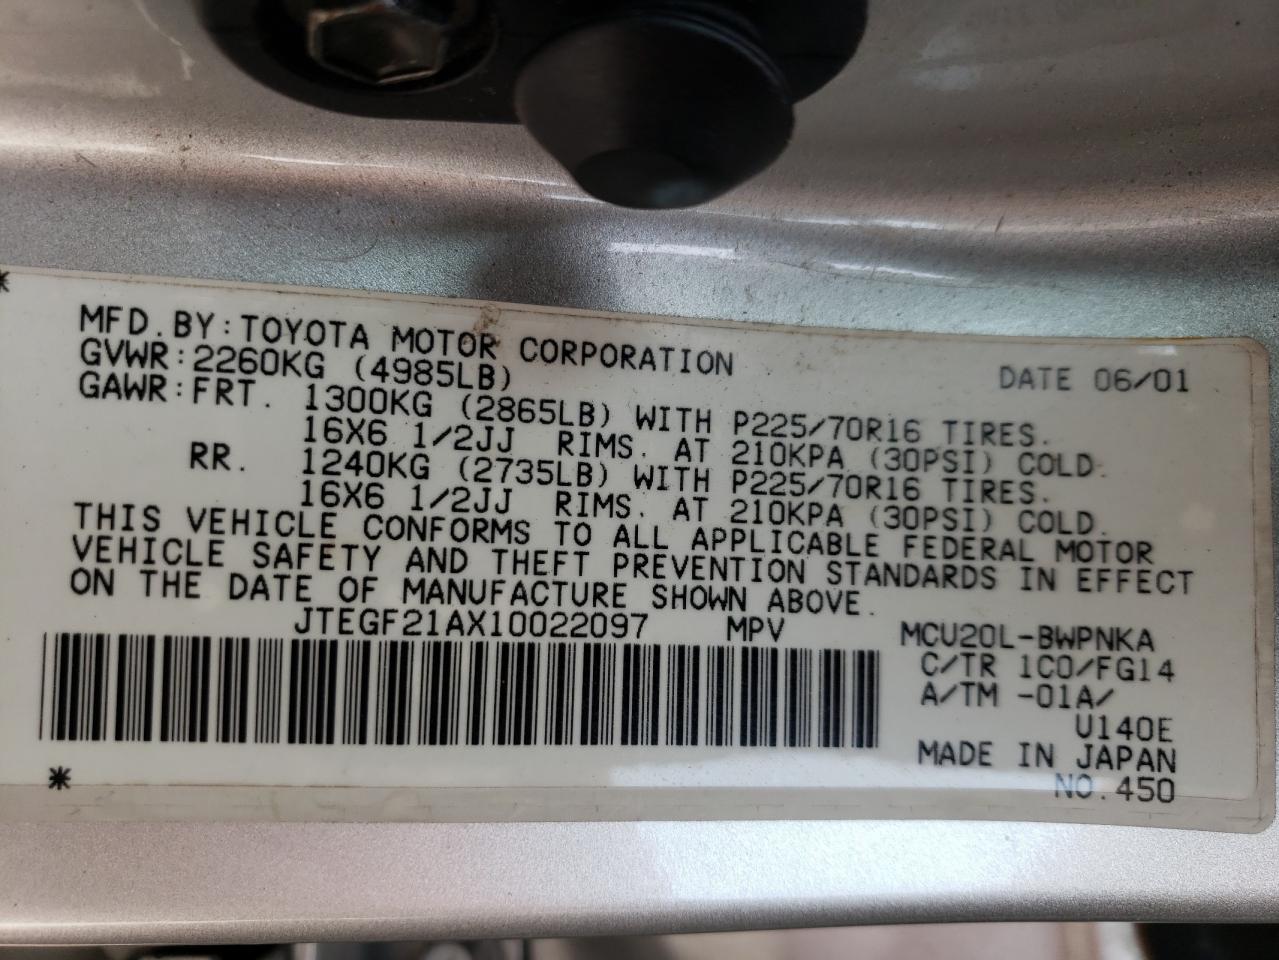 MFD.BY:TOYOTA MOTOR CORPORATION DATE 06/01
GVWR:2260KG (4985LB)
GAWR:FRT. 1300KG (2865LB) WITH P225/70R16 TIRES.
16X6 1/2JJ RIMS. AT 210KPA (30PSI) COLD.
RR. 1240KG (2735LB) WITH P225/70R16 TIRES.
16X6 1/2JJ RIMS. AT 210KPA (30PSI) COLD.
THIS VEHICLE CONFORMS TO ALL APPLICABLE FEDERAL MOTOR
VEHICLE SAFETY AND THEFT PREVENTION STANDARDS IN EFFECT
ON THE DATE OF MANUFACTURE SHOWN ABOVE.
JTEGF21AX10022097 MPV MCU20L-BWPNKA
C/TR 1C0/FG14
A/TM -01A/
U140E
MADE IN JAPAN
NO.450